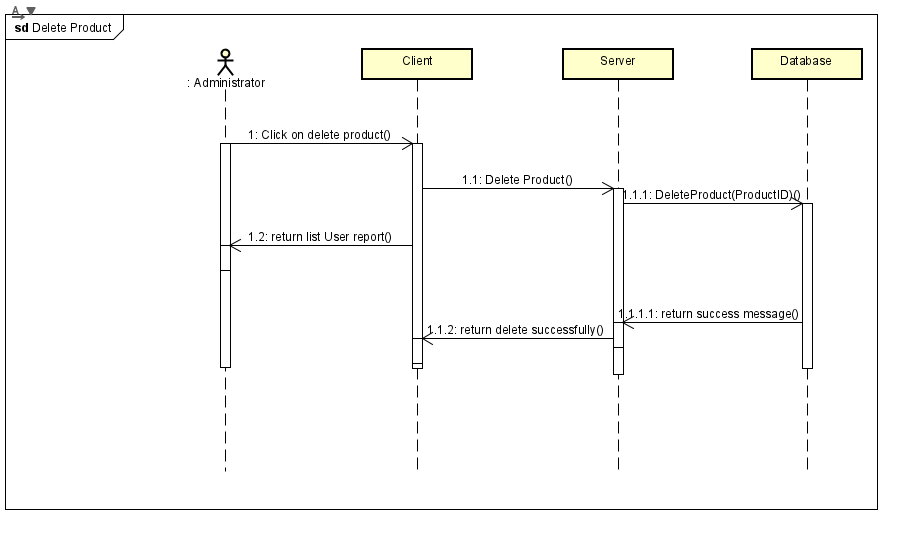 A
sd Delete Product
: Administrator
Client
Server
Database
1: Click on delete product()
1.1: Delete Product()
1.1.1: DeleteProduct(ProductID)()
1.2: return list User report()
1.1.1.1: return success message()
1.1.2: return delete successfully()